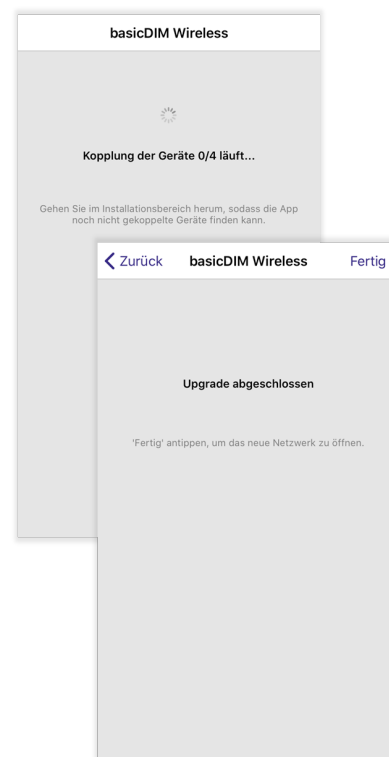 basicDIM Wireless
Kopplung der Geräte 0/4 läuft...
Gehen Sie im Installationsbereich herum, sodass die App
noch nicht gekoppelte Geräte finden kann.
Zurück basicDIM Wireless Fertig
Upgrade abgeschlossen
'Fertig' antippen, um das neue Netzwerk zu öffnen.